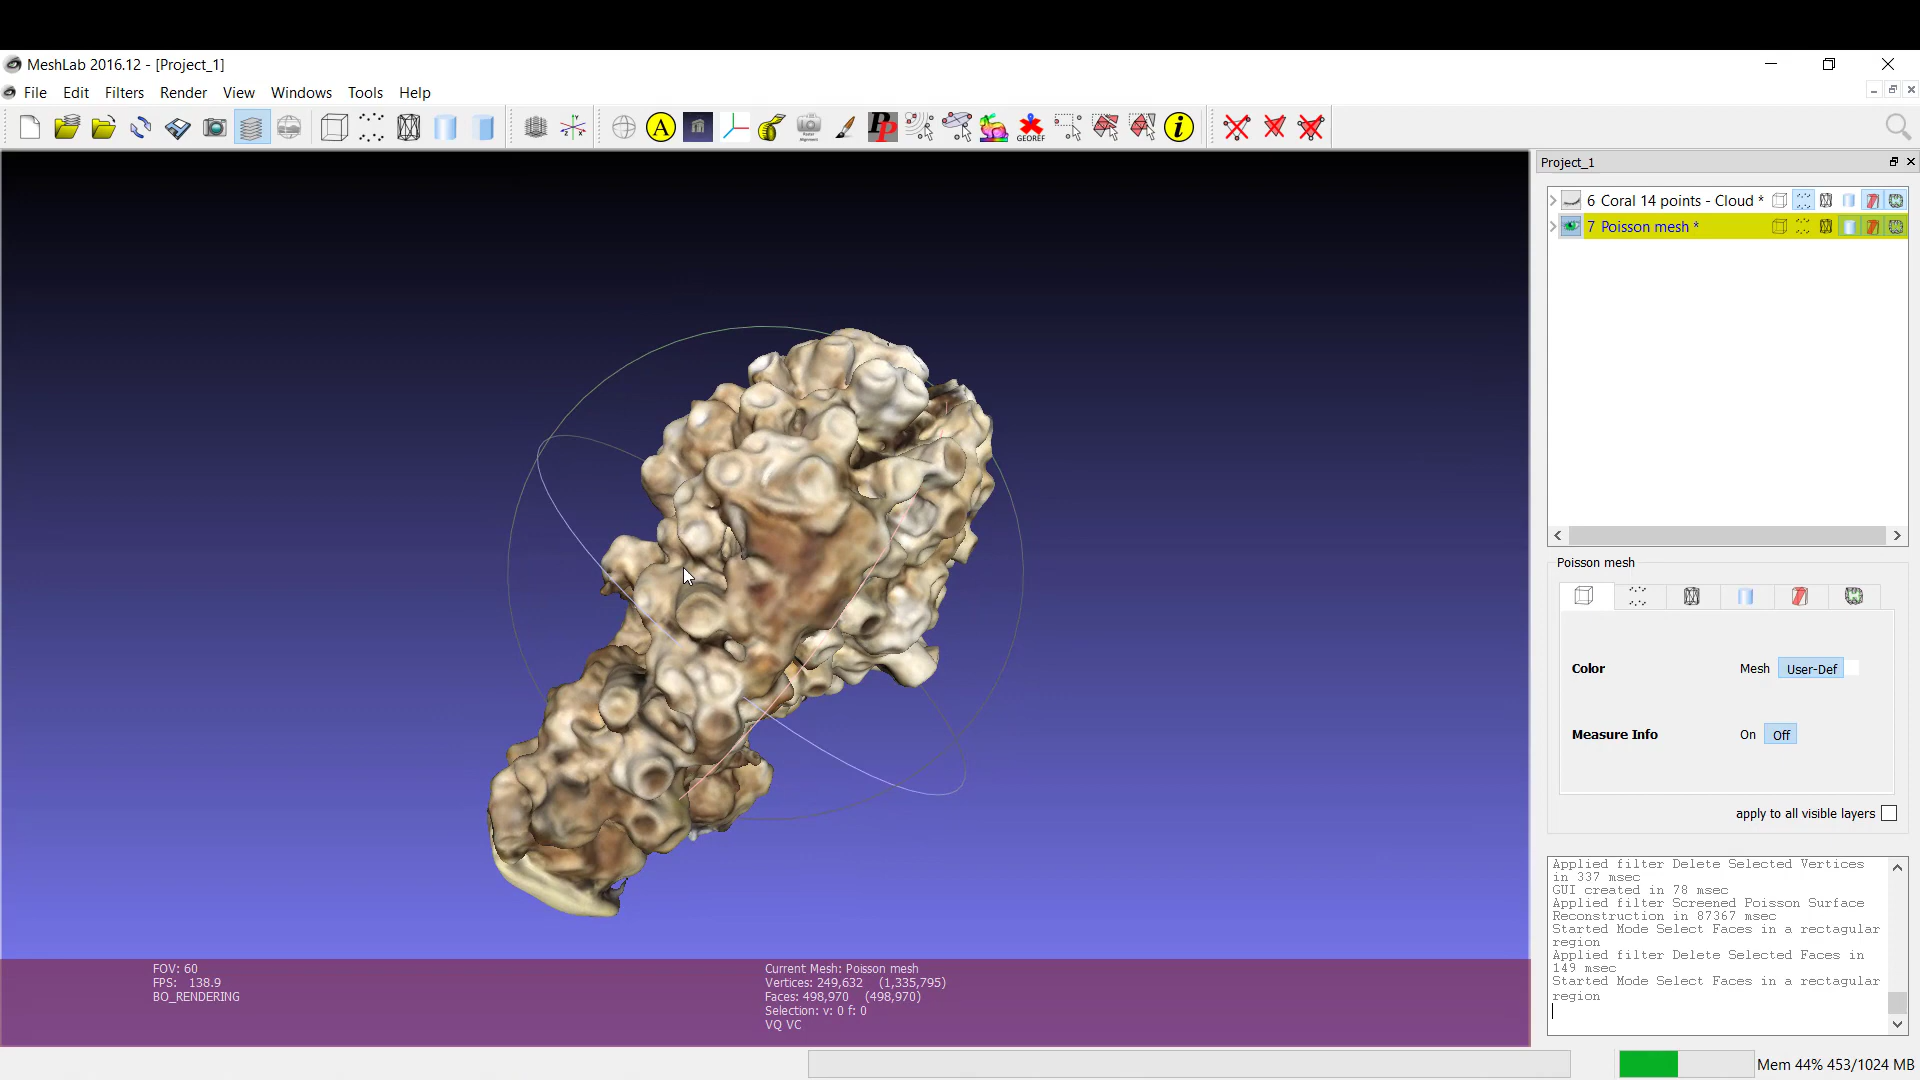 MeshLab 2016.12 - [Project_1]
File Edit Filters Render View Windows Tools Help
A
PP
GEOREF
i
Project_1
6 Coral 14 points - Cloud *
7 Poisson mesh *
Poisson mesh
Color Mesh User-Def
Measure Info On Off
apply to all visible layers
Applied filter Delete Selected Vertices
in 337 msec
GUI created in 78 msec
Applied filter Screened Poisson Surface
Reconstruction in 87367 msec
Started Mode Select Faces in a rectagular
region
Applied filter Delete Selected Faces in
149 msec
Started Mode Select Faces in a rectagular
region
FOV: 60
FPS: 138.9
BO_RENDERING
Current Mesh: Poisson mesh
Vertices: 249,632 (1,335,795)
Faces: 498,970 (498,970)
Selection: v: 0 f: 0
VQ VC
Mem 44% 453/1024 MB